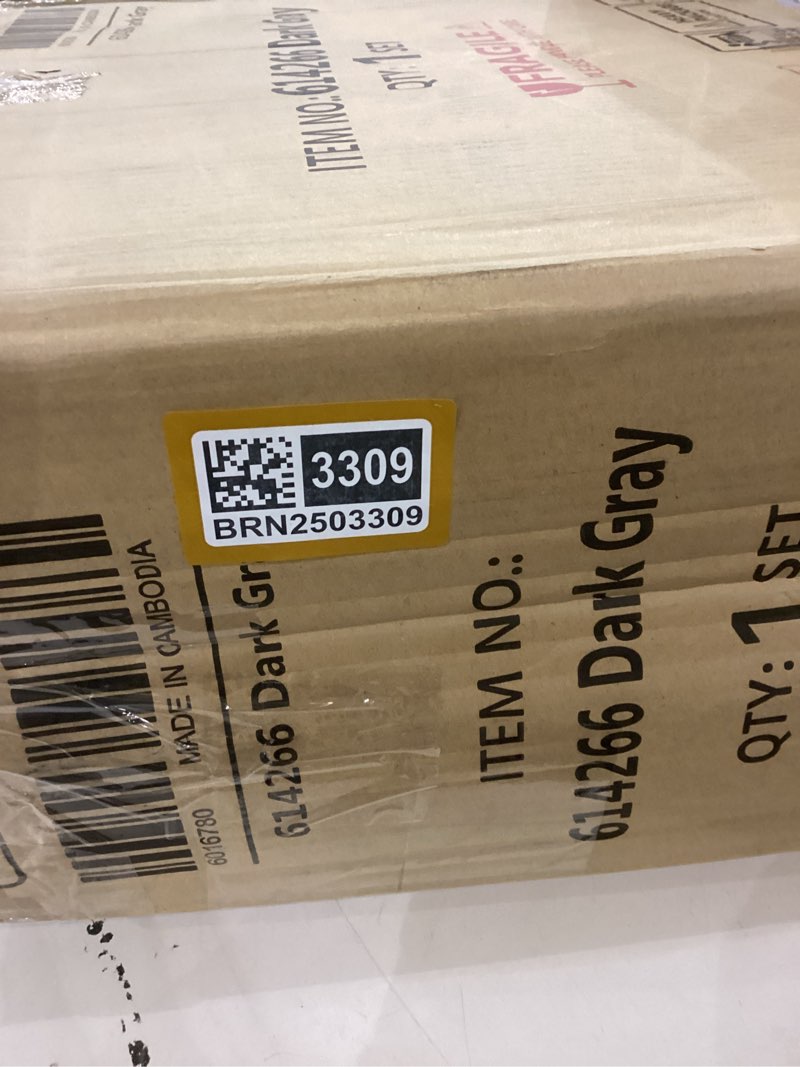 ITEM NO.:614266 Dark Gray
QTY: 1 SET
FRAGILE
3309
BRN2503309
MADE IN CAMBODIA
6016780
614266 Dark Gr
ITEM NO.:
614266 Dark Gray
QTY: 1 SET